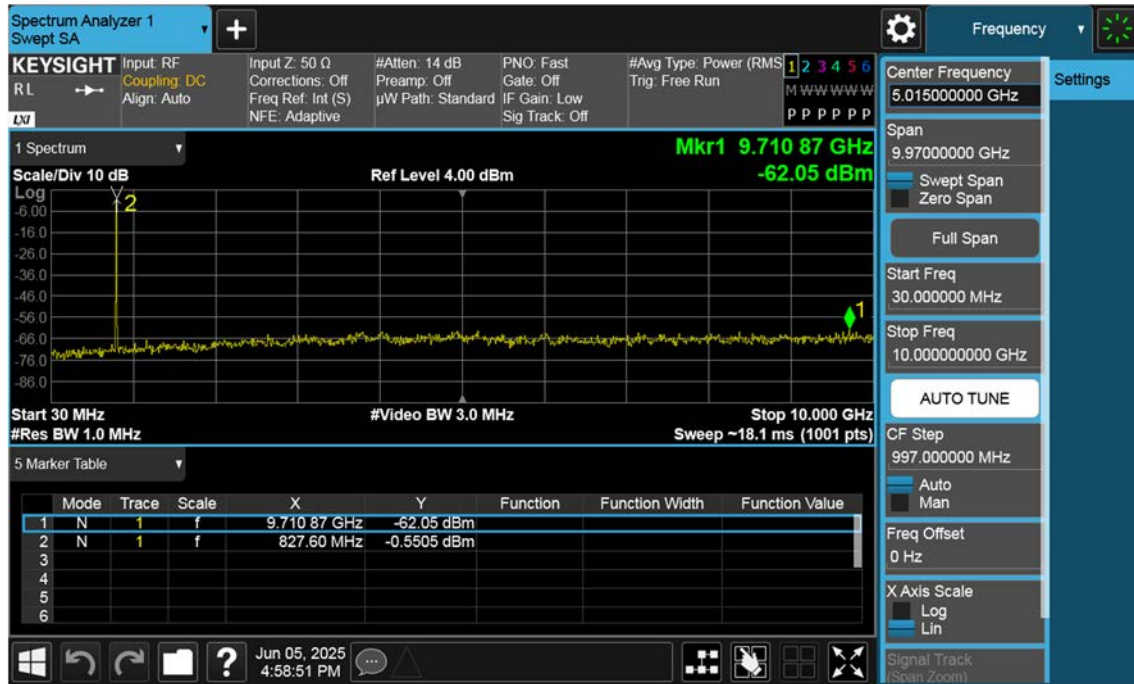 Spectrum Analyzer 1
Swept SA
+
Frequency
KEYSIGHT
RL
LXI
Input: RF
Coupling: DC
Align: Auto
Input Z: 50 Ω
Corrections: Off
Freq Ref: Int (S)
NFE: Adaptive
#Atten: 14 dB
Preamp: Off
µW Path: Standard
PNO: Fast
Gate: Off
IF Gain: Low
Sig Track: Off
#Avg Type: Power (RMS
Trig: Free Run
1 2 3 4 5 6
M W W W W W
P P P P P P
1 Spectrum
Scale/Div 10 dB
Ref Level 4.00 dBm
Mkr1 9.710 87 GHz
-62.05 dBm
Log
-6.00
-16.0
-26.0
-36.0
-46.0
-56.0
-66.0
-76.0
-86.0
2
1
Start 30 MHz
#Video BW 3.0 MHz
Stop 10.000 GHz
#Res BW 1.0 MHz
Sweep ~18.1 ms (1001 pts)
5 Marker Table
Mode Trace Scale X Y Function Function Width Function Value
1 N 1 f 9.710 87 GHz -62.05 dBm
2 N 1 f 827.60 MHz -0.5505 dBm
3
4
5
6
?
Jun 05, 2025
4:58:51 PM
Center Frequency
5.015000000 GHz
Settings
Span
9.97000000 GHz
Swept Span
Zero Span
Full Span
Start Freq
30.000000 MHz
Stop Freq
10.000000000 GHz
AUTO TUNE
CF Step
997.000000 MHz
Auto
Man
Freq Offset
0 Hz
X Axis Scale
Log
Lin
Signal Track
(Span Zoom)